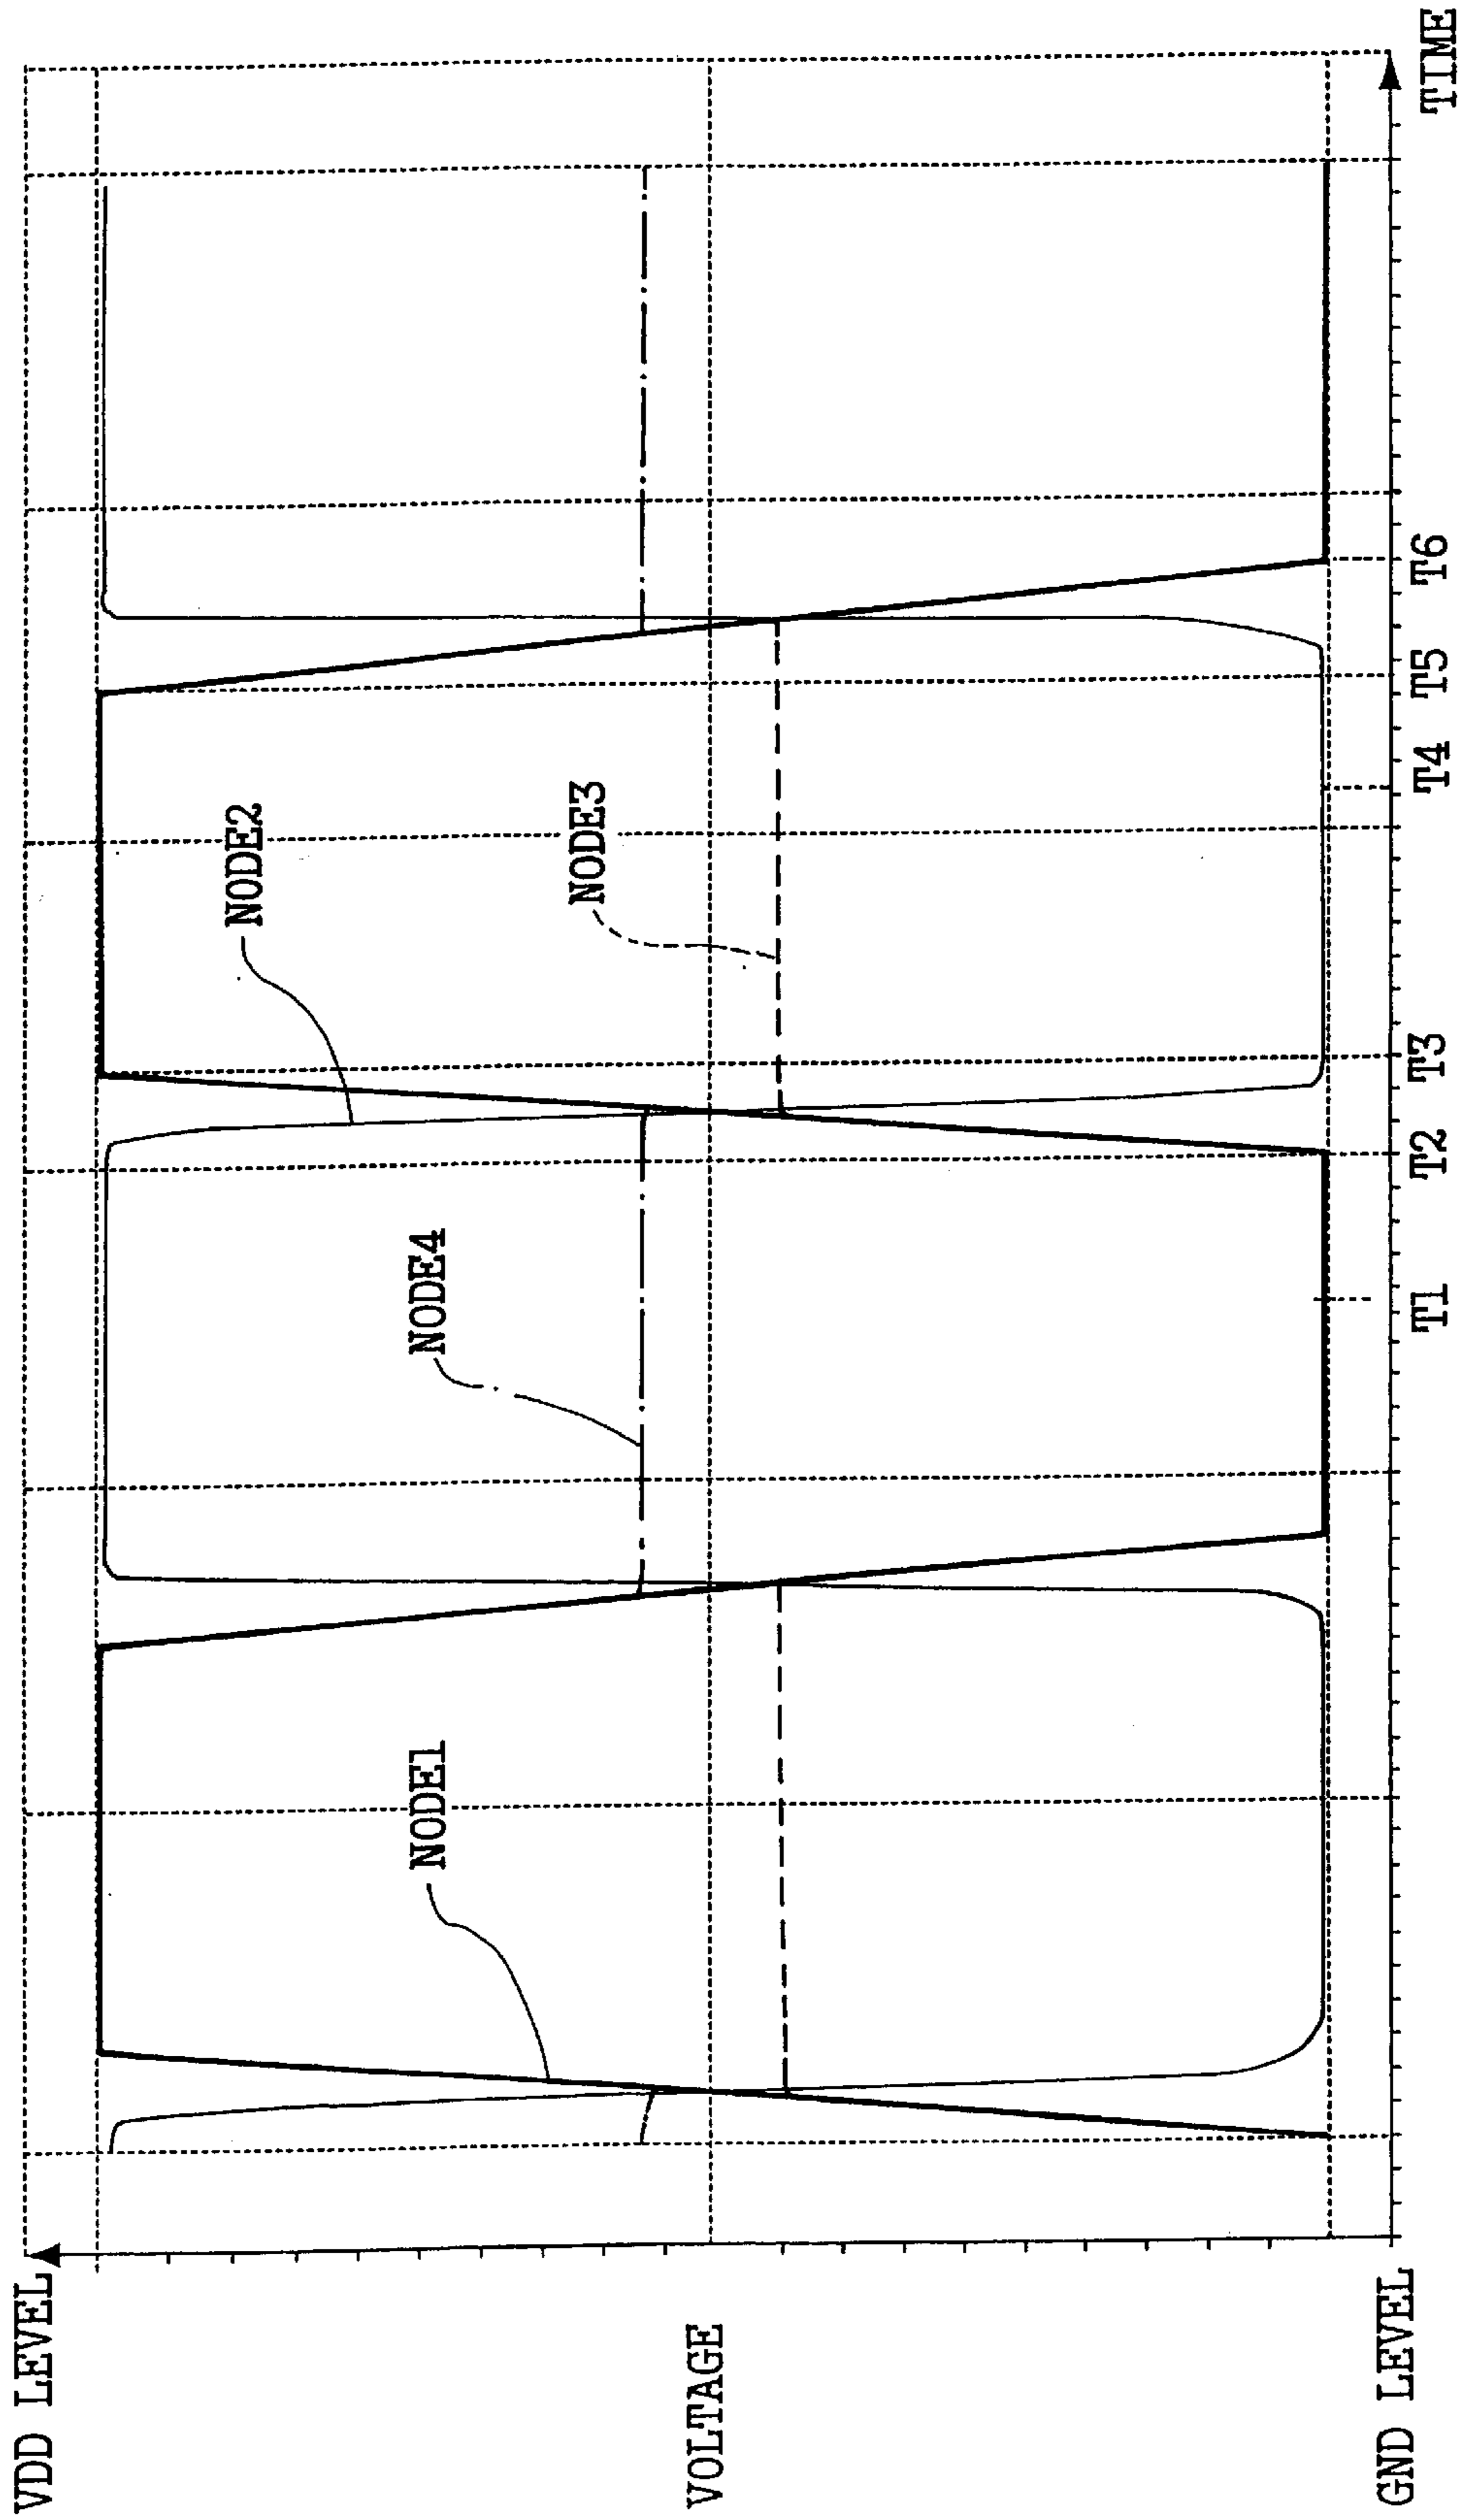 VDD LEVEL
NODE2
NODE1
NODE4
NODE3
VOLTAGE
GND LEVEL
T1 T2 T3 T4 T5 T6
TIME